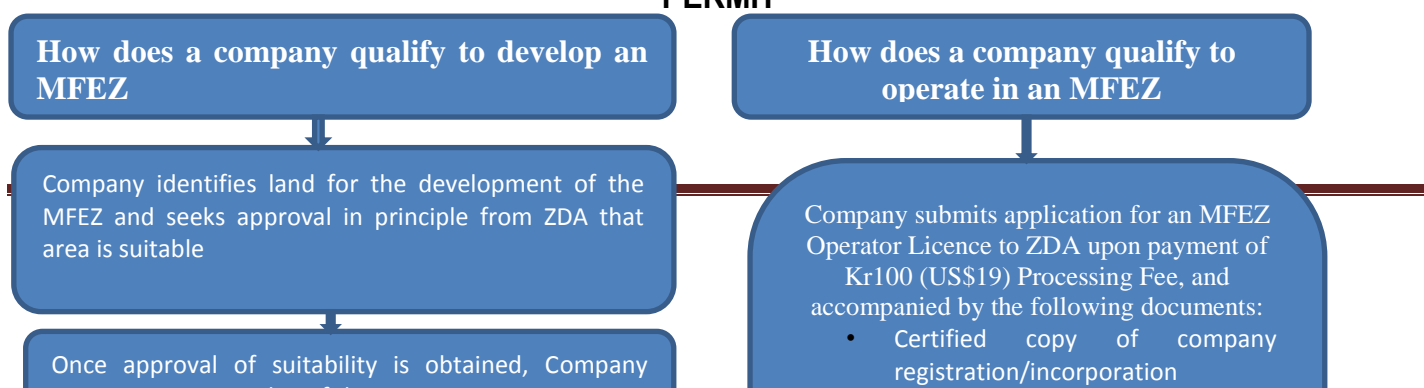 PERMIT
How does a company qualify to develop an
MFEZ
Company identifies land for the development of the
MFEZ and seeks approval in principle from ZDA that
area is suitable
Once approval of suitability is obtained, Company
How does a company qualify to
operate in an MFEZ
Company submits application for an MFEZ
Operator Licence to ZDA upon payment of
Kr100 (US$19) Processing Fee, and
accompanied by the following documents:
• Certified copy of company
registration/incorporation